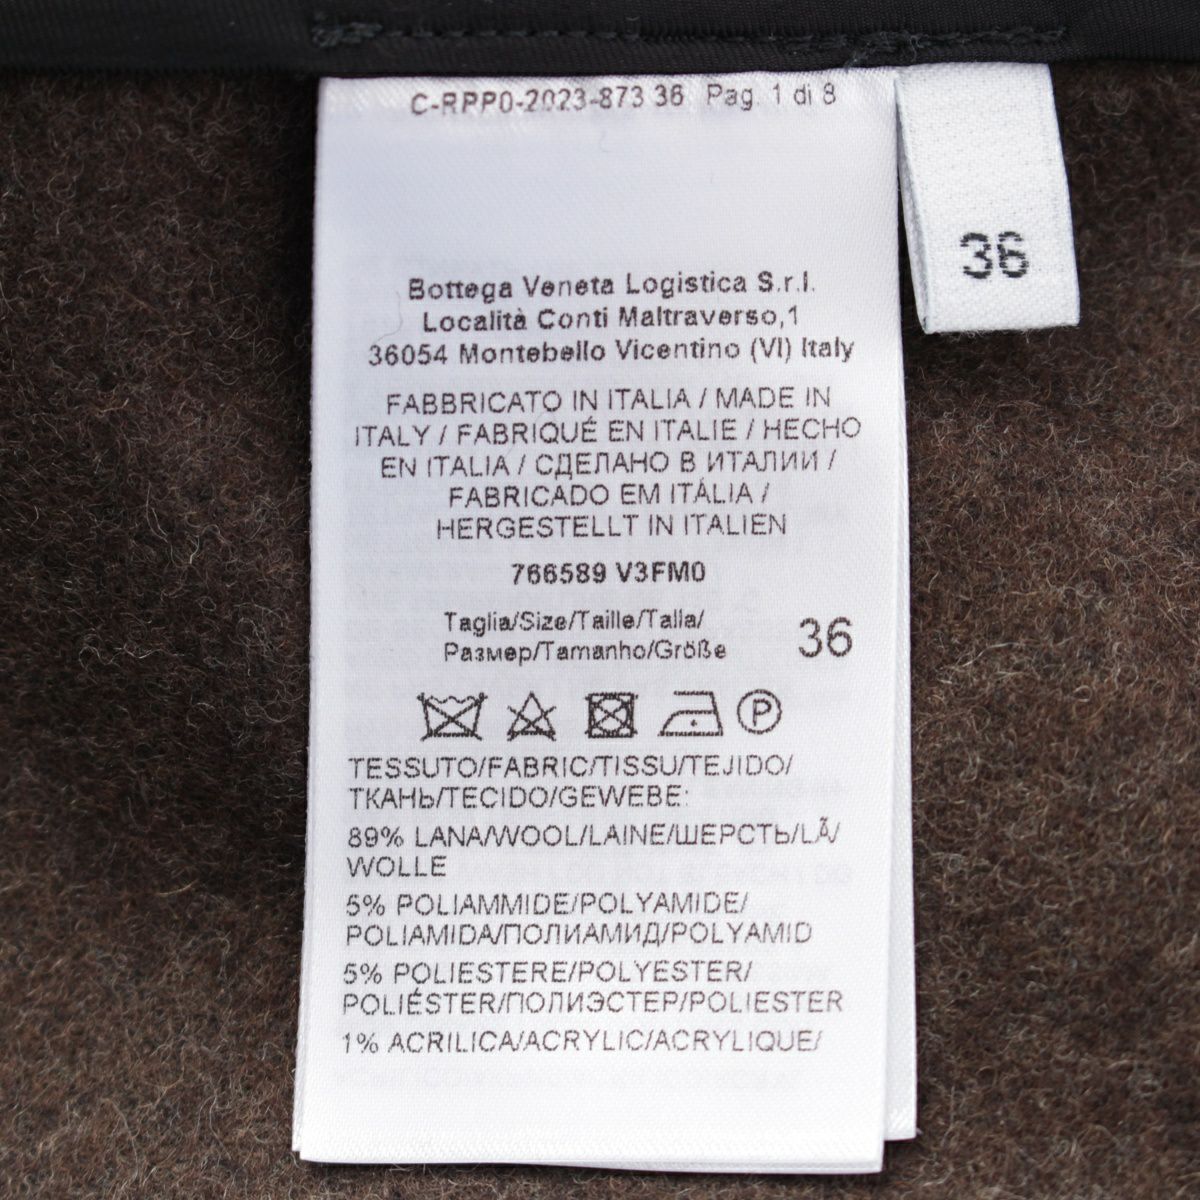 C-RPP0-2023-873 36 Pag. 1 di 8
36
Bottega Veneta Logistica S.r.l.
Località Conti Maltraverso,1
36054 Montebello Vicentino (VI) Italy
FABBRICATO IN ITALIA / MADE IN
ITALY / FABRIQUÉ EN ITALIE / HECHO
EN ITALIA / СДЕЛАНО В ИТАЛИИ /
FABRICADO EM ITÁLIA /
HERGESTELLT IN ITALIEN
766589 V3FM0
Taglia/Size/Taille/Talla/
Размер/Tamanho/Größe 36
P
TESSUTO/FABRIC/TISSU/TEJIDO/
ТКАНЬ/TECIDO/GEWEBE:
89% LANA/WOOL/LAINE/ШЕРСТЬ/LÃ/
WOLLE
5% POLIAMMIDE/POLYAMIDE/
POLIAMIDA/ПОЛИАМИД/POLYAMID
5% POLIESTERE/POLYESTER/
POLIÉSTER/ПОЛИЭСТЕР/POLIESTER
1% ACRILICA/ACRYLIC/ACRYLIQUE/